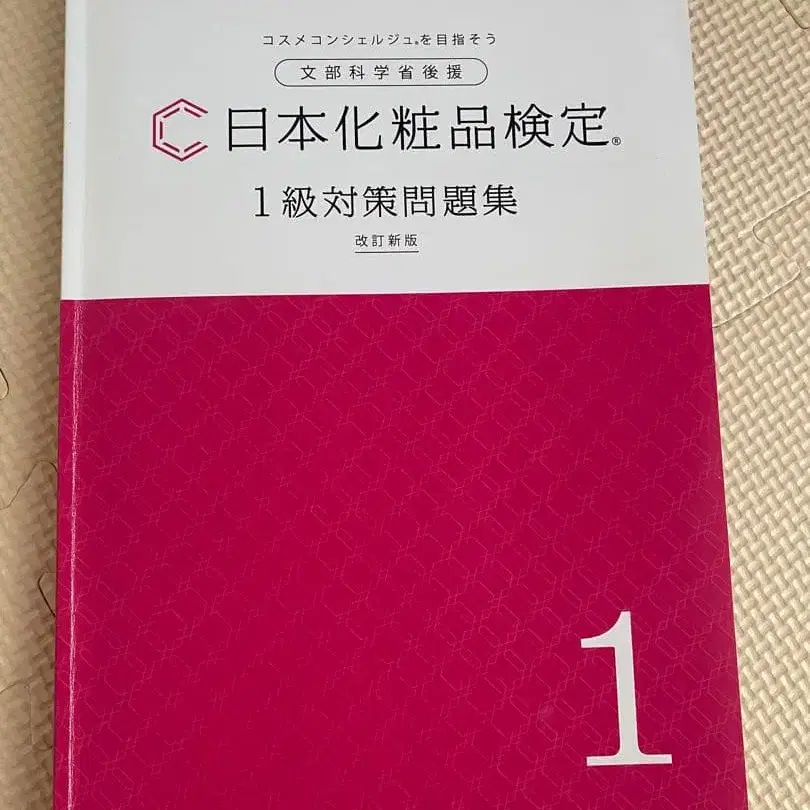 コスメコンシェルジュ®を目指そう
文部科学省後援
日本化粧品検定®
1級対策問題集
改訂新版
1